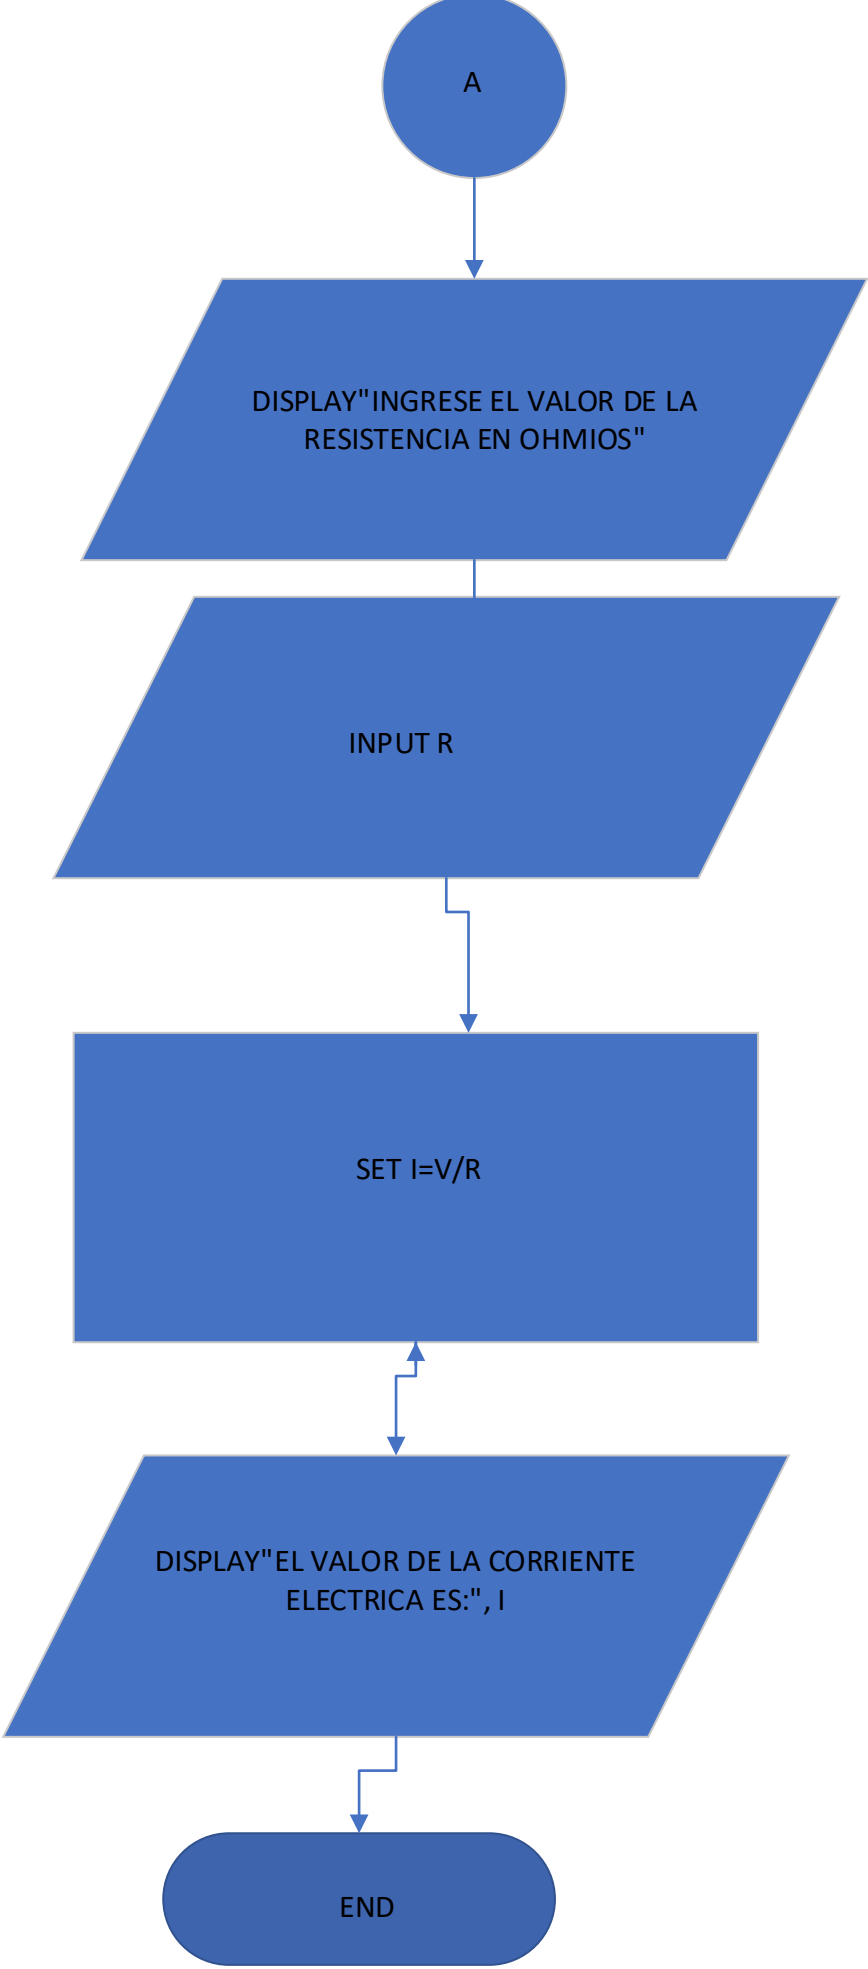 A
DISPLAY"INGRESE EL VALOR DE LA
RESISTENCIA EN OHMIOS"
INPUT R
SET I=V/R
DISPLAY"EL VALOR DE LA CORRIENTE
ELECTRICA ES:", I
END